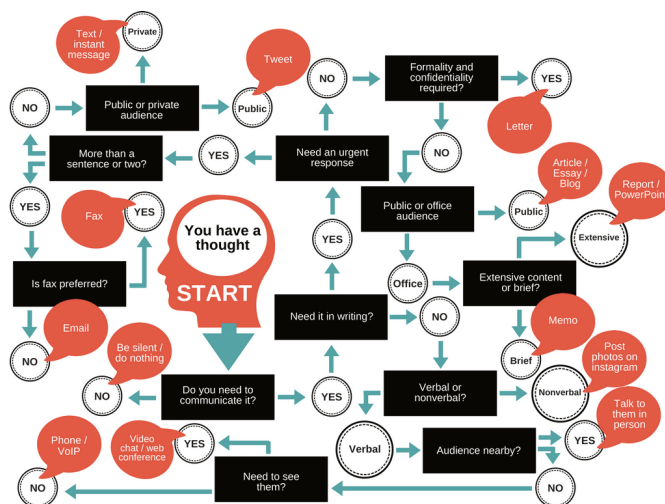 Text /
instant
message
Private
Tweet
NO
Public or private
audience
Public
NO
Formality and
confidentiality
required?
YES
Letter
More than a
sentence or two?
YES
Need an urgent
response
NO
YES
Fax
YES
You have a
thought
START
YES
Public or office
audience
Public
Article /
Essay /
Blog
Report /
PowerPoint
Extensive
Is fax preferred?
Office
Extensive content
or brief?
Need it in writing?
NO
NO
Email
Be silent /
do nothing
NO
Do you need to
communicate it?
YES
Brief
Memo
Verbal or
nonverbal?
Nonverbal
Post
photos on
instagram
Talk to
them in
person
Phone /
VoIP
Video
chat / web
conference
YES
Verbal
Audience nearby?
YES
NO
Need to see
them?
NO